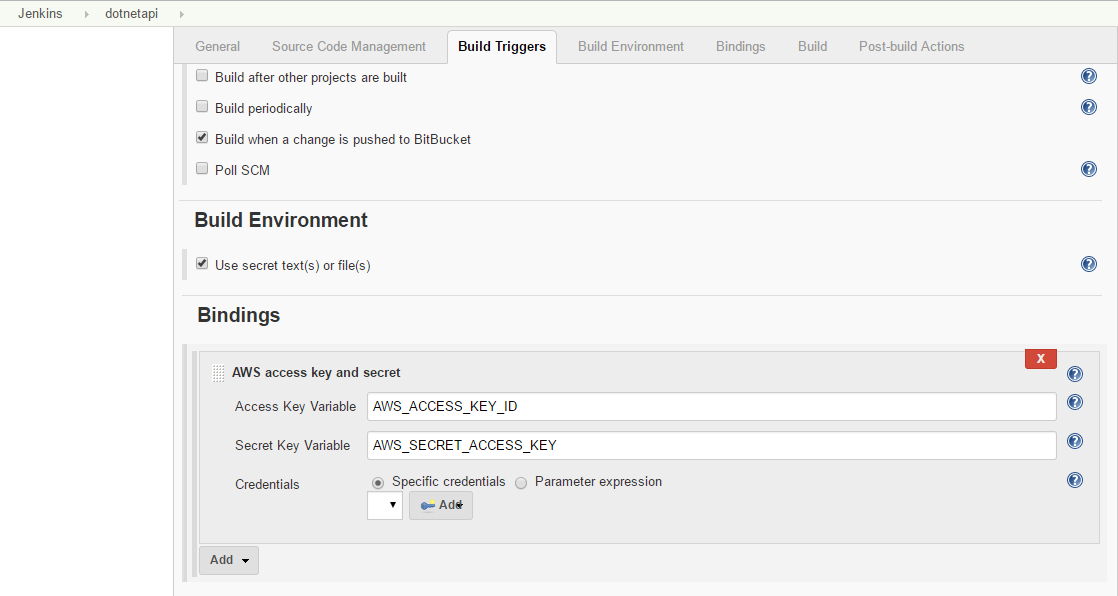 Jenkins dotnetapi
General Source Code Management Build Triggers Build Environment Bindings Build Post-build Actions
Build after other projects are built ?
Build periodically ?
Build when a change is pushed to BitBucket
Poll SCM ?
Build Environment
Use secret text(s) or file(s) ?
Bindings
X
AWS access key and secret ?
Access Key Variable AWS_ACCESS_KEY_ID ?
Secret Key Variable AWS_SECRET_ACCESS_KEY ?
Credentials Specific credentials Parameter expression ?
Add
Add